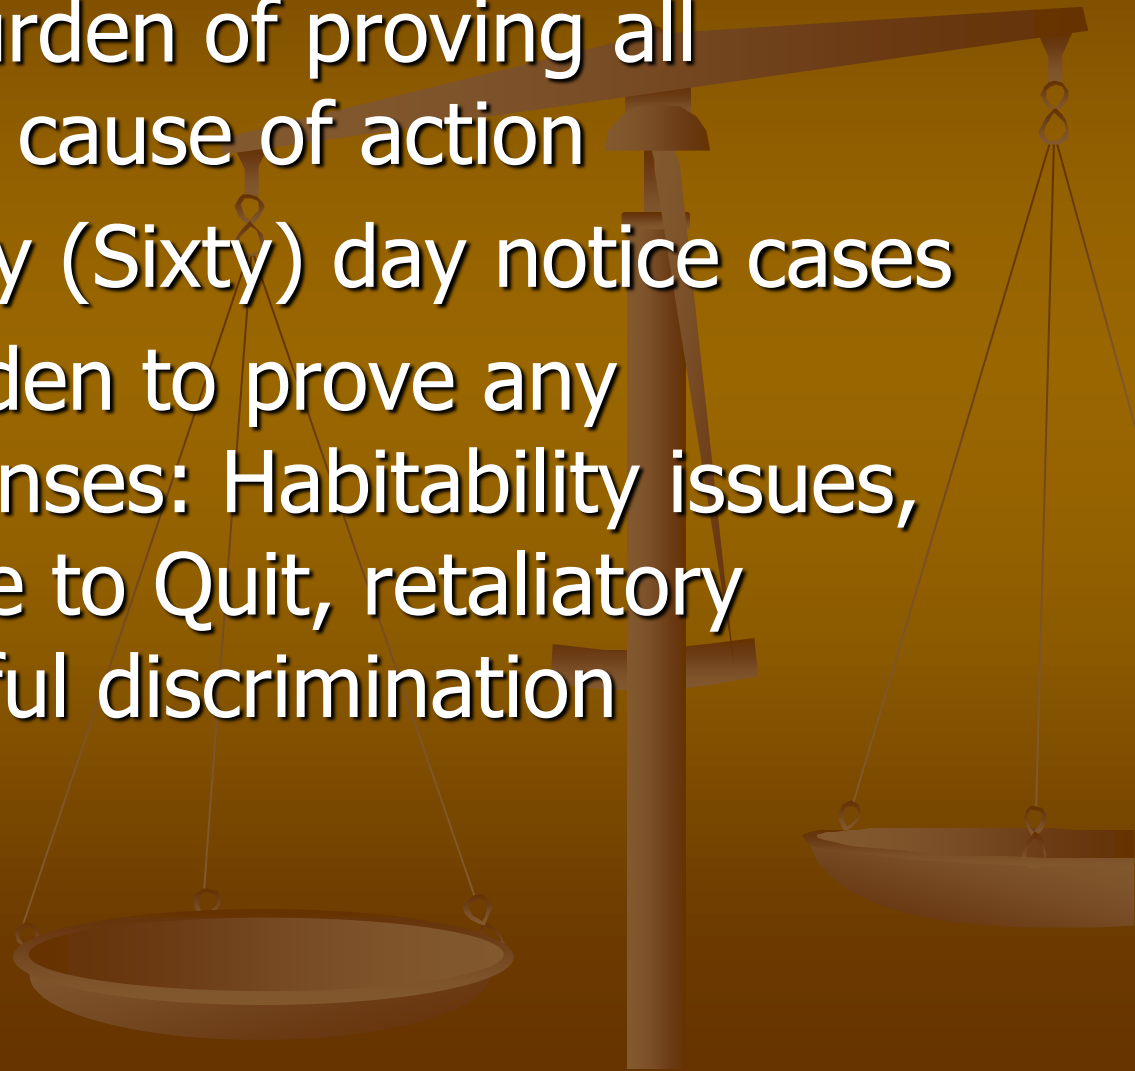 rden of proving all
cause of action
y (Sixty) day notice cases
den to prove any
nses: Habitability issues,
e to Quit, retaliatory
ful discrimination